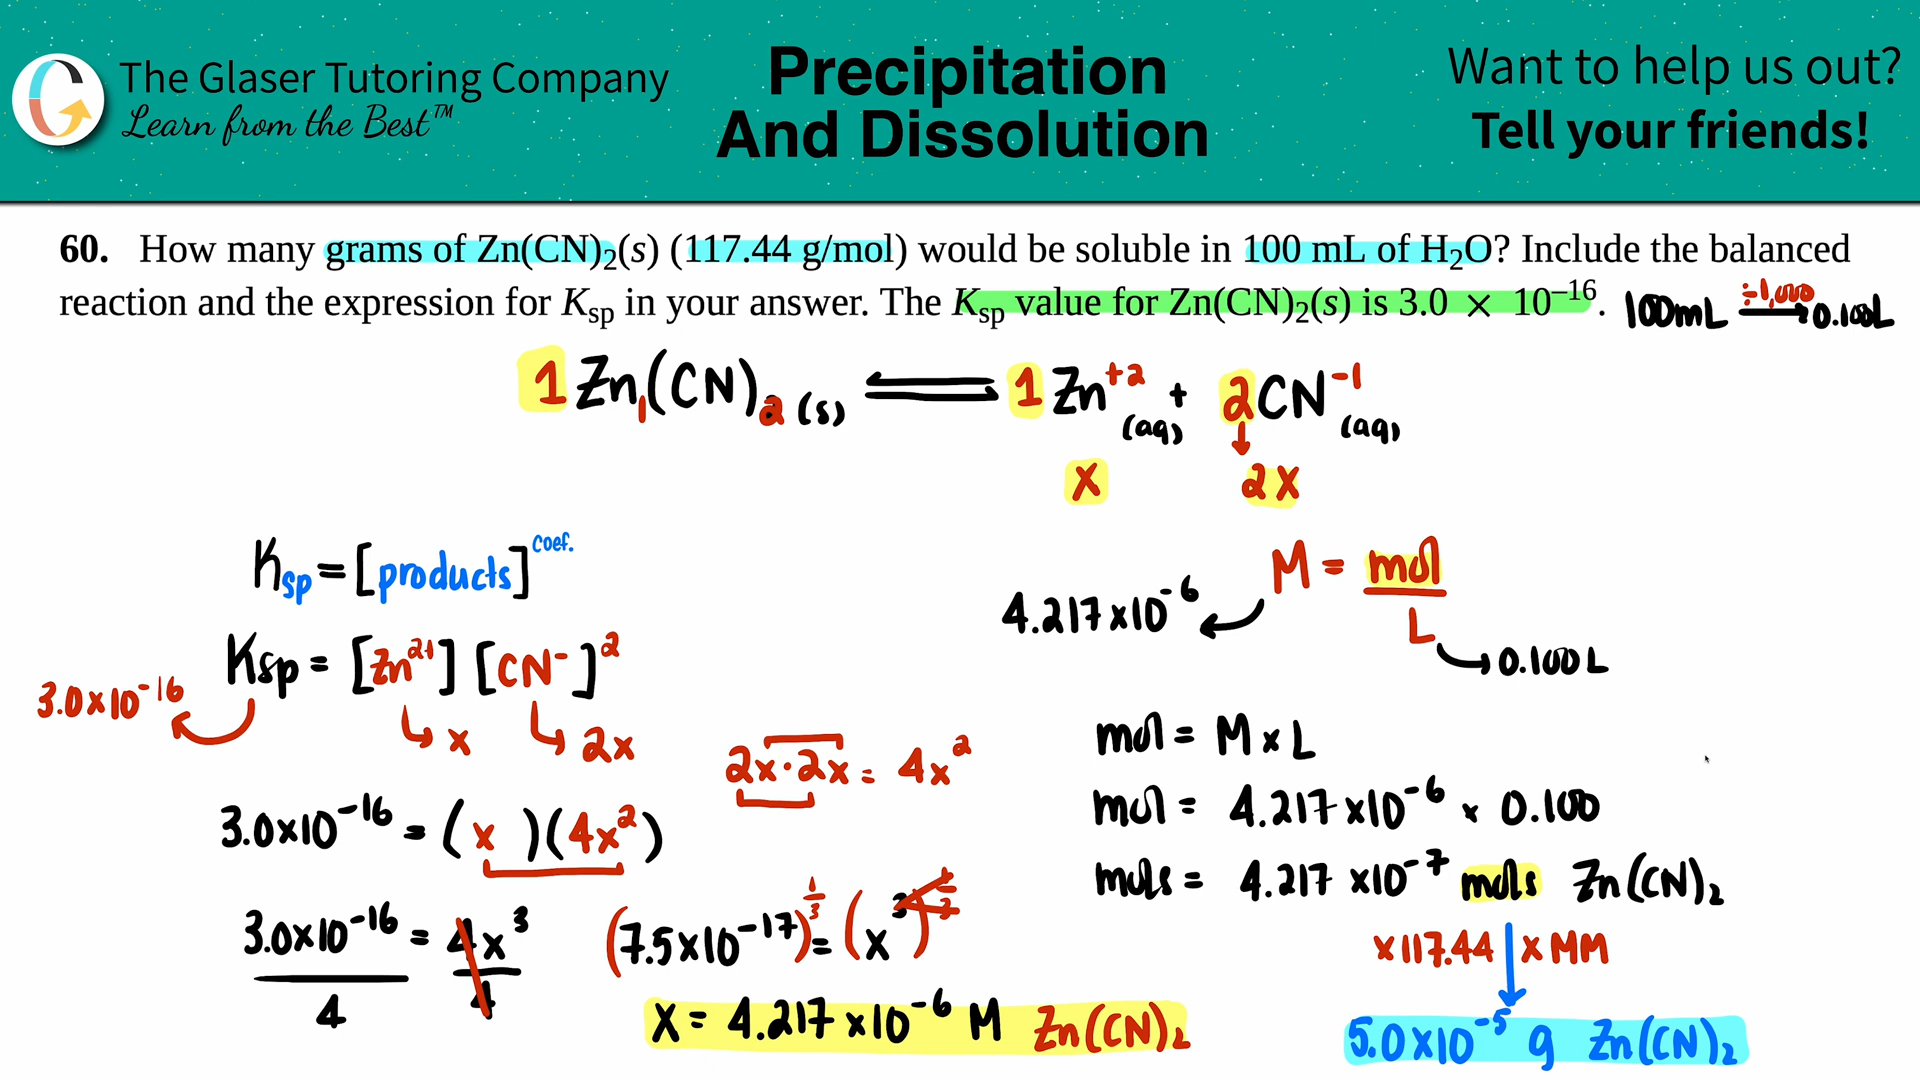 The Glaser Tutoring Company
Learn from the Best™
Precipitation
And Dissolution
Want to help us out?
Tell your friends!
60. How many grams of Zn(CN)₂(s) (117.44 g/mol) would be soluble in 100 mL of H₂O? Include the balanced
reaction and the expression for Ksp in your answer. The Ksp value for Zn(CN)₂(s) is 3.0 × 10⁻¹⁶.
100mL ÷1,000 → 0.100L
1 Zn₁(CN)₂ (s) ⇌ 1 Zn⁺² (aq) + 2 CN⁻¹ (aq)
x 2x
Ksp = [products]^coef.
Ksp = [Zn²⁺] [CN⁻]²
3.0x10⁻¹⁶
x 2x
2x·2x = 4x²
3.0x10⁻¹⁶ = (x )(4x²)
3.0x10⁻¹⁶ = 4x³
4 4
(7.5x10⁻¹⁷)^1/3 = (x³)^1/3
x = 4.217x10⁻⁶ M Zn(CN)₂
M = mol
L
4.217x10⁻⁶
0.100L
mol = M x L
mol = 4.217x10⁻⁶ x 0.100
mols = 4.217x10⁻⁷ mols Zn(CN)₂
x117.44 x MM
5.0x10⁻⁵ g Zn(CN)₂